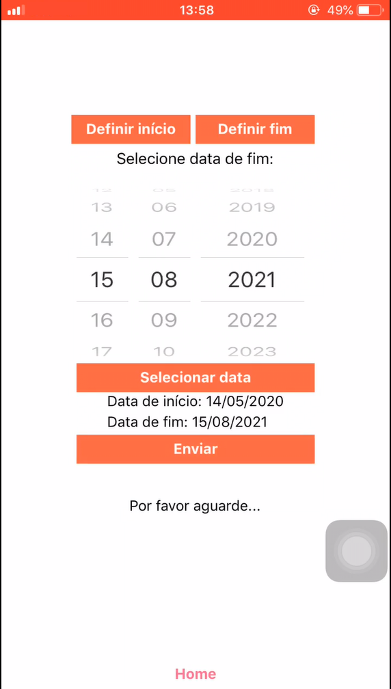 13:58 49%
Definir início Definir fim
Selecione data de fim:
13 06 2019
14 07 2020
15 08 2021
16 09 2022
17 10 2023
Selecionar data
Data de início: 14/05/2020
Data de fim: 15/08/2021
Enviar
Por favor aguarde...
Home